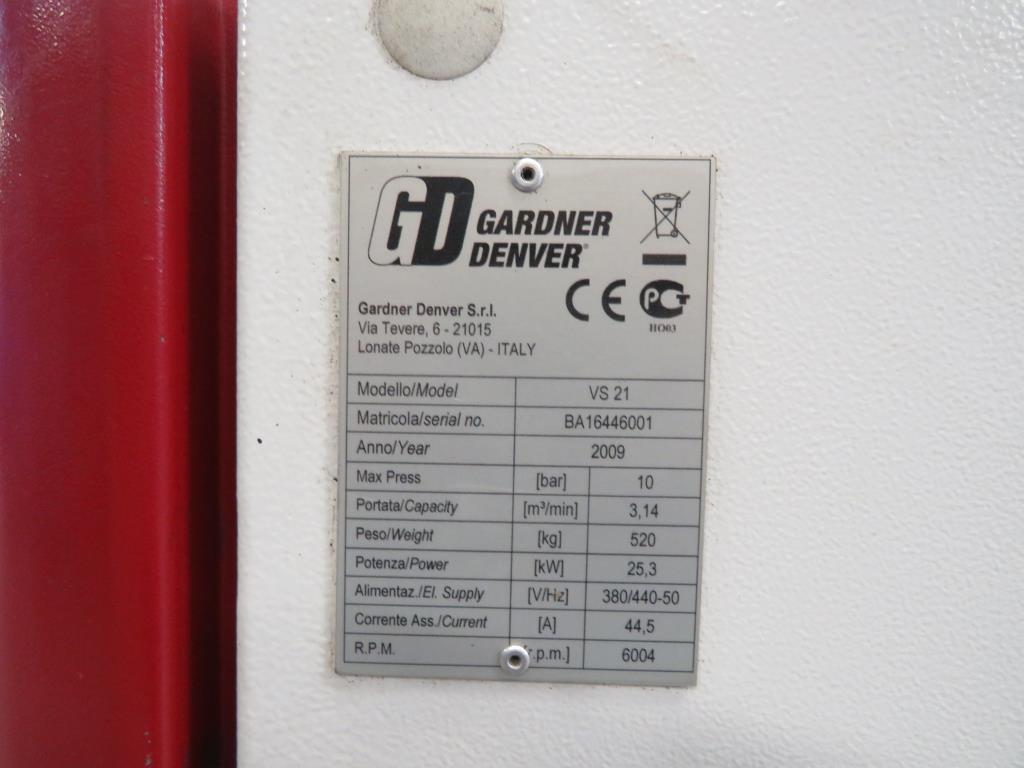 GD GARDNER
DENVER®
CE PCT
HO03
Gardner Denver S.r.l.
Via Tevere, 6 - 21015
Lonate Pozzolo (VA) - ITALY
Modello/Model VS 21
Matricola/serial no. BA16446001
Anno/Year 2009
Max Press [bar] 10
Portata/Capacity [m³/min] 3,14
Peso/Weight [kg] 520
Potenza/Power [kW] 25,3
Alimentaz./El. Supply [V/Hz] 380/440-50
Corrente Ass./Current [A] 44,5
R.P.M. r.p.m.] 6004